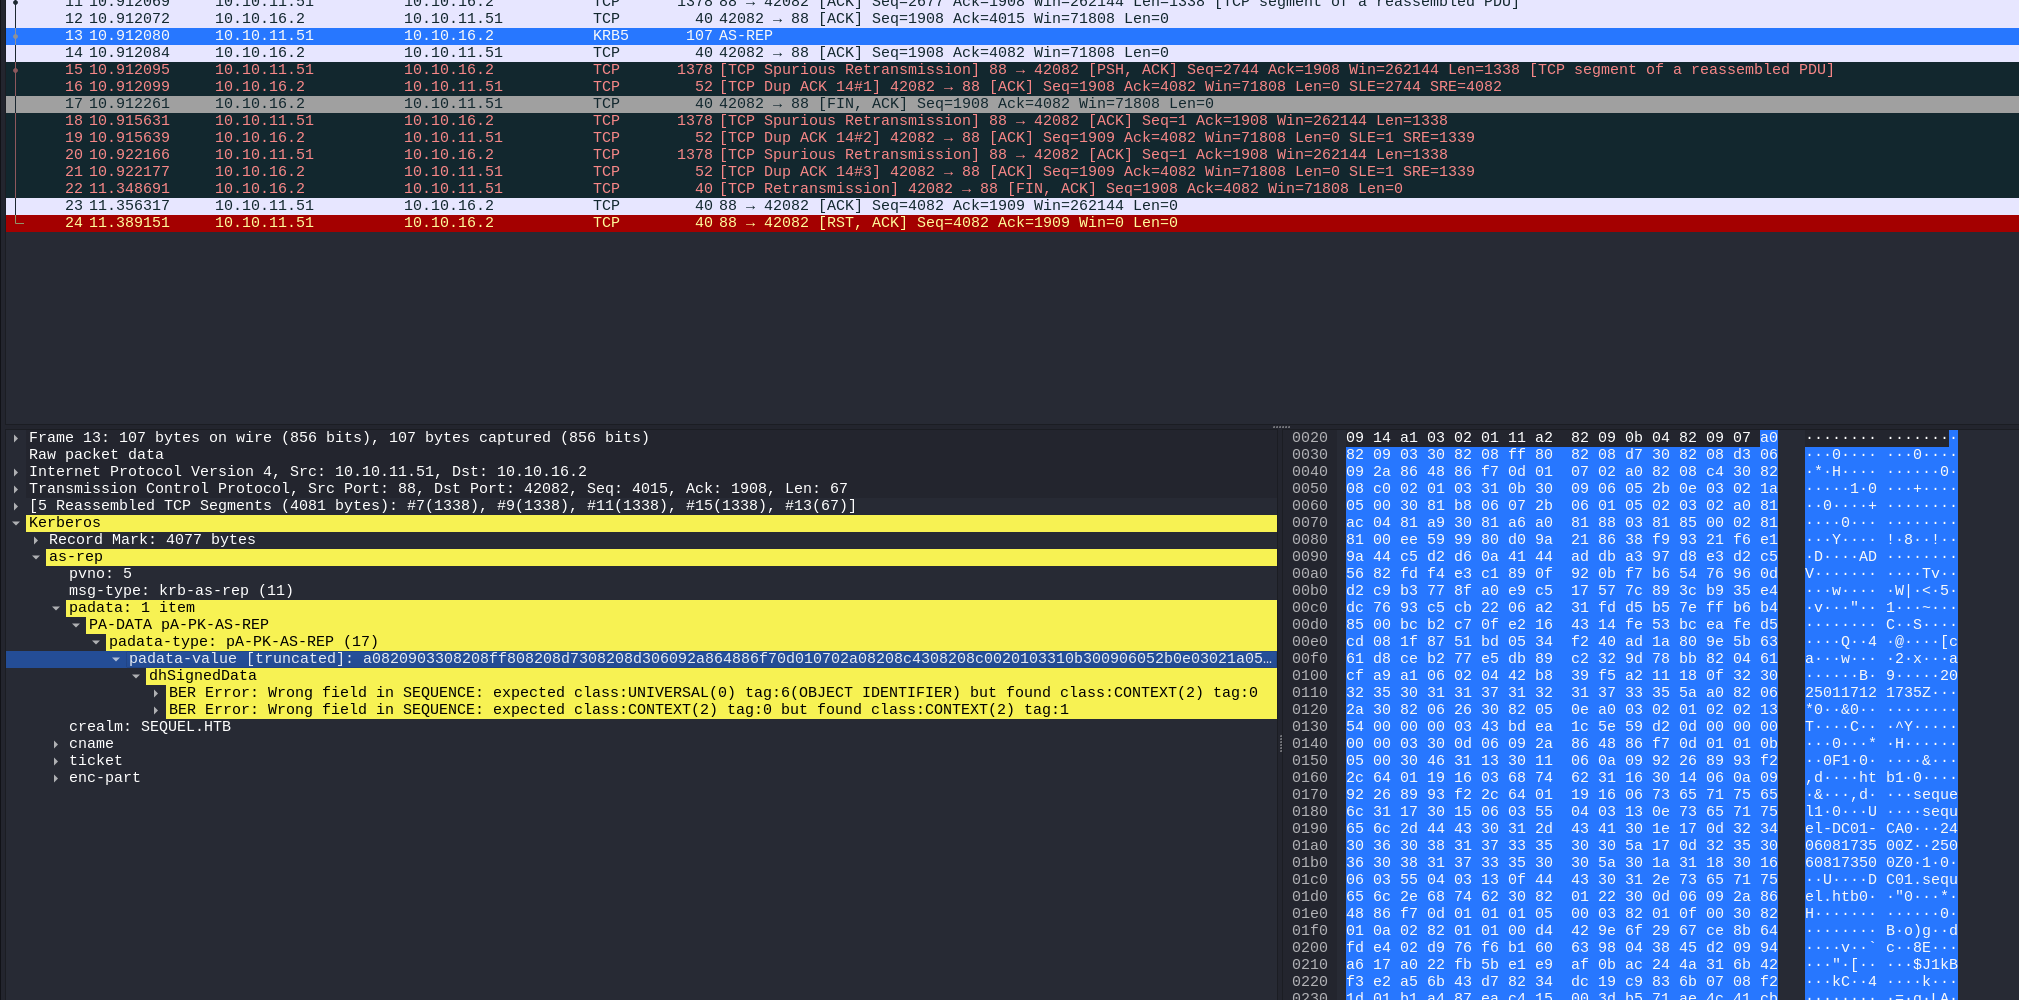 11 10.912069 10.10.11.51 10.10.16.2 TCP 1378 88 → 42082 [ACK] Seq=2677 Ack=1908 Win=262144 Len=1338 [TCP segment of a reassembled PDU]
12 10.912072 10.10.16.2 10.10.11.51 TCP 40 42082 → 88 [ACK] Seq=1908 Ack=4015 Win=71808 Len=0
13 10.912080 10.10.11.51 10.10.16.2 KRB5 107 AS-REP
14 10.912084 10.10.16.2 10.10.11.51 TCP 40 42082 → 88 [ACK] Seq=1908 Ack=4082 Win=71808 Len=0
15 10.912095 10.10.11.51 10.10.16.2 TCP 1378 [TCP Spurious Retransmission] 88 → 42082 [PSH, ACK] Seq=2744 Ack=1908 Win=262144 Len=1338 [TCP segment of a reassembled PDU]
16 10.912099 10.10.16.2 10.10.11.51 TCP 52 [TCP Dup ACK 14#1] 42082 → 88 [ACK] Seq=1908 Ack=4082 Win=71808 Len=0 SLE=2744 SRE=4082
17 10.912261 10.10.16.2 10.10.11.51 TCP 40 42082 → 88 [FIN, ACK] Seq=1908 Ack=4082 Win=71808 Len=0
18 10.915631 10.10.11.51 10.10.16.2 TCP 1378 [TCP Spurious Retransmission] 88 → 42082 [ACK] Seq=1 Ack=1908 Win=262144 Len=1338
19 10.915639 10.10.16.2 10.10.11.51 TCP 52 [TCP Dup ACK 14#2] 42082 → 88 [ACK] Seq=1909 Ack=4082 Win=71808 Len=0 SLE=1 SRE=1339
20 10.922166 10.10.11.51 10.10.16.2 TCP 1378 [TCP Spurious Retransmission] 88 → 42082 [ACK] Seq=1 Ack=1908 Win=262144 Len=1338
21 10.922177 10.10.16.2 10.10.11.51 TCP 52 [TCP Dup ACK 14#3] 42082 → 88 [ACK] Seq=1909 Ack=4082 Win=71808 Len=0 SLE=1 SRE=1339
22 11.348691 10.10.16.2 10.10.11.51 TCP 40 [TCP Retransmission] 42082 → 88 [FIN, ACK] Seq=1908 Ack=4082 Win=71808 Len=0
23 11.356317 10.10.11.51 10.10.16.2 TCP 40 88 → 42082 [ACK] Seq=4082 Ack=1909 Win=262144 Len=0
24 11.389151 10.10.11.51 10.10.16.2 TCP 40 88 → 42082 [RST, ACK] Seq=4082 Ack=1909 Win=0 Len=0
Frame 13: 107 bytes on wire (856 bits), 107 bytes captured (856 bits)
Raw packet data
Internet Protocol Version 4, Src: 10.10.11.51, Dst: 10.10.16.2
Transmission Control Protocol, Src Port: 88, Dst Port: 42082, Seq: 4015, Ack: 1908, Len: 67
[5 Reassembled TCP Segments (4081 bytes): #7(1338), #9(1338), #11(1338), #15(1338), #13(67)]
Kerberos
Record Mark: 4077 bytes
as-rep
pvno: 5
msg-type: krb-as-rep (11)
padata: 1 item
PA-DATA pA-PK-AS-REP
padata-type: pA-PK-AS-REP (17)
padata-value [truncated]: a0820903308208ff808208d7308208d306092a864886f70d010702a08208c4308208c0020103310b300906052b0e03021a05…
dhSignedData
BER Error: Wrong field in SEQUENCE: expected class:UNIVERSAL(0) tag:6(OBJECT IDENTIFIER) but found class:CONTEXT(2) tag:0
BER Error: Wrong field in SEQUENCE: expected class:CONTEXT(2) tag:0 but found class:CONTEXT(2) tag:1
crealm: SEQUEL.HTB
cname
ticket
enc-part
0020 09 14 a1 03 02 01 11 a2 82 09 0b 04 82 09 07 a0 ········ ········
0030 82 09 03 30 82 08 ff 80 82 08 d7 30 82 08 d3 06 ···0···· ···0····
0040 09 2a 86 48 86 f7 0d 01 07 02 a0 82 08 c4 30 82 ·*·H···· ······0·
0050 08 c0 02 01 03 31 0b 30 09 06 05 2b 0e 03 02 1a ·····1·0 ···+····
0060 05 00 30 81 b8 06 07 2b 06 01 05 02 03 02 a0 81 ··0····+ ········
0070 ac 04 81 a9 30 81 a6 a0 81 88 03 81 85 00 02 81 ····0··· ········
0080 81 00 ee 59 99 80 d0 9a 21 86 38 f9 93 21 f6 e1 ···Y···· !·8··!··
0090 9a 44 c5 d2 d6 0a 41 44 ad db a3 97 d8 e3 d2 c5 ·D····AD ········
00a0 56 82 fd f4 e3 c1 89 0f 92 0b f7 b6 54 76 96 0d V······· ····Tv··
00b0 d2 c9 b3 77 8f a0 e9 c5 17 57 7c 89 3c b9 35 e4 ···w···· ·W|·<·5·
00c0 dc 76 93 c5 cb 22 06 a2 31 fd d5 b5 7e ff b6 b4 ·v···"·· 1···~···
00d0 85 00 bc b2 c7 0f e2 16 43 14 fe 53 bc ea fe d5 ········ C··S····
00e0 cd 08 1f 87 51 bd 05 34 f2 40 ad 1a 80 9e 5b 63 ····Q··4 ·@····[c
00f0 61 d8 ce b2 77 e5 db 89 c2 32 9d 78 bb 82 04 61 a···w··· ·2·x···a
0100 cf a9 a1 06 02 04 42 b8 39 f5 a2 11 18 0f 32 30 ······B· 9·····20
0110 32 35 30 31 31 37 31 32 31 37 33 35 5a a0 82 06 25011712 1735Z···
0120 2a 30 82 06 26 30 82 05 0e a0 03 02 01 02 02 13 *0··&0·· ········
0130 54 00 00 00 03 43 bd ea 1c 5e 59 d2 0d 00 00 00 T····C·· ·^Y·····
0140 00 00 03 30 0d 06 09 2a 86 48 86 f7 0d 01 01 0b ···0···* ·H······
0150 05 00 30 46 31 13 30 11 06 0a 09 92 26 89 93 f2 ··0F1·0· ····&···
0160 2c 64 01 19 16 03 68 74 62 31 16 30 14 06 0a 09 ,d····ht b1·0····
0170 92 26 89 93 f2 2c 64 01 19 16 06 73 65 71 75 65 ·&···,d· ···seque
0180 6c 31 17 30 15 06 03 55 04 03 13 0e 73 65 71 75 l1·0···U ····sequ
0190 65 6c 2d 44 43 30 31 2d 43 41 30 1e 17 0d 32 34 el-DC01- CA0···24
01a0 30 36 30 38 31 37 33 35 30 30 5a 17 0d 32 35 30 06081735 00Z··250
01b0 36 30 38 31 37 33 35 30 30 5a 30 1a 31 18 30 16 60817350 0Z0·1·0·
01c0 06 03 55 04 03 13 0f 44 43 30 31 2e 73 65 71 75 ··U····D C01.sequ
01d0 65 6c 2e 68 74 62 30 82 01 22 30 0d 06 09 2a 86 el.htb0· ·"0···*·
01e0 48 86 f7 0d 01 01 01 05 00 03 82 01 0f 00 30 82 H······· ······0·
01f0 01 0a 02 82 01 01 00 d4 42 9e 6f 29 67 ce 8b 64 ········ B·o)g··d
0200 fd e4 02 d9 76 f6 b1 60 63 98 04 38 45 d2 09 94 ····v··` c··8E···
0210 a6 17 a0 22 fb 5b e1 e9 af 0b ac 24 4a 31 6b 42 ···"·[·· ···$J1kB
0220 f3 e2 a5 6b 43 d7 82 34 dc 19 c9 83 6b 07 08 f2 ···kC··4 ····k···
0230 1d 01 b1 a4 87 ea c4 15 00 3d b5 71 ae 4c 41 cb ········ ·=·q·LA·